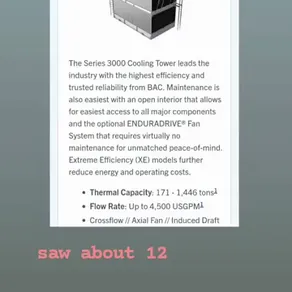 The Series 3000 Cooling Tower leads the
industry with the highest efficiency and
trusted reliability from BAC. Maintenance is
also easiest with an open interior that allows
for easiest access to all major components
and the optional ENDURADRIVE® Fan
System that requires virtually no
maintenance for unmatched peace-of-mind.
Extreme Efficiency (XE) models further
reduce energy and operating costs.
• Thermal Capacity: 171 - 1,446 tons¹
• Flow Rate: Up to 4,500 USGPM¹
• Crossflow // Axial Fan // Induced Draft
saw about 12